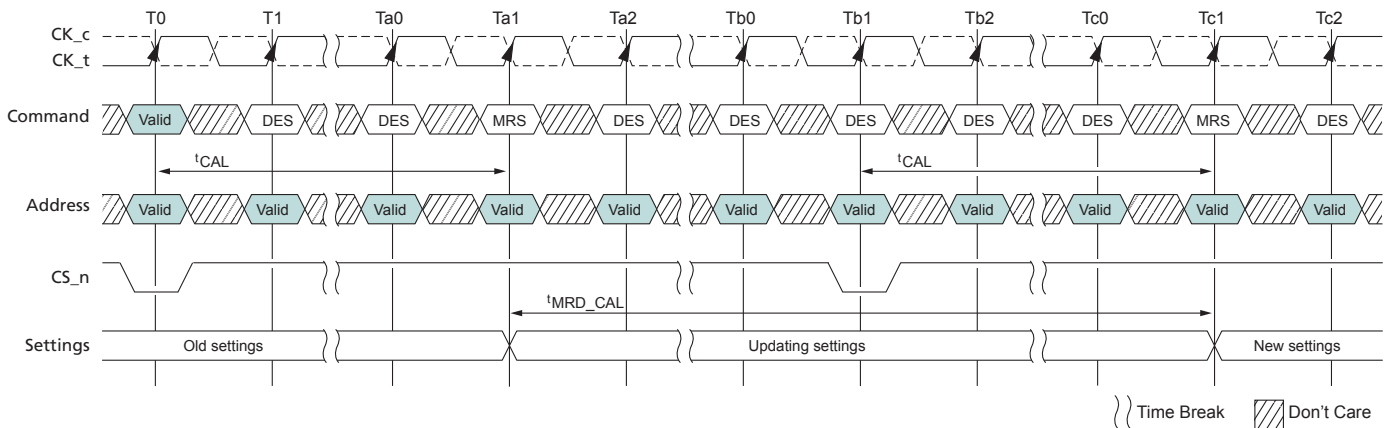 T0 T1 Ta0 Ta1 Ta2 Tb0 Tb1 Tb2 Tc0 Tc1 Tc2
CK_c
CK_t
Command Valid DES DES MRS DES DES DES DES DES MRS DES
tCAL tCAL
Address Valid Valid Valid Valid Valid Valid Valid Valid Valid Valid Valid
CS_n
tMRD_CAL
Settings Old settings Updating settings New settings
Time Break Don't Care